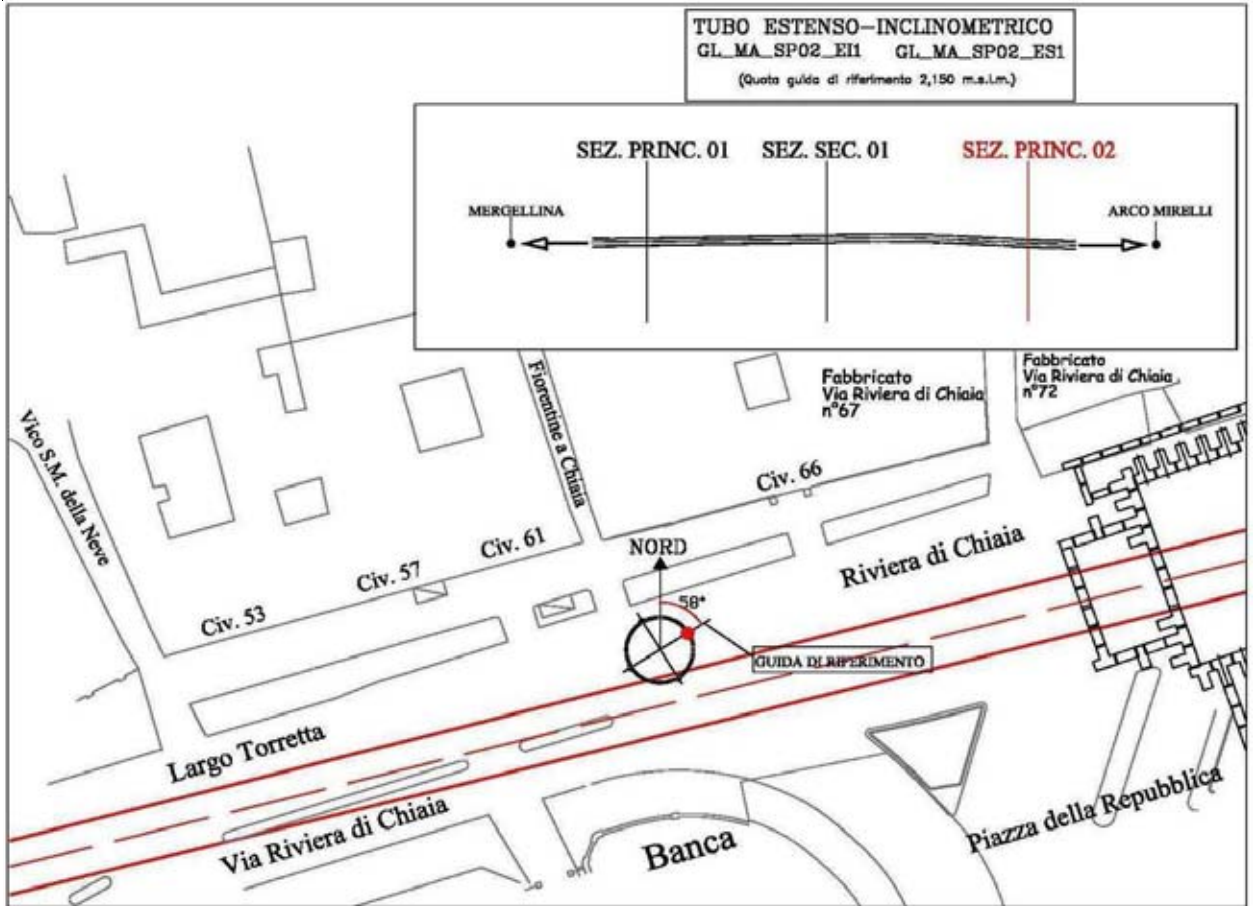 TUBO ESTENSO-INCLINOMETRICO
GL_MA_SP02_EI1 GL_MA_SP02_ES1
(Quota guida di riferimento 2,150 m.s.l.m.)
SEZ. PRINC. 01 SEZ. SEC. 01 SEZ. PRINC. 02
MERGELLINA
ARCO MIRELLI
Fabbricato
Via Riviera di Chiaia
n°67
Fabbricato
Via Riviera di Chiaia
n°72
Vico S.M. della Neve
Fiorentine a Chiaia
Civ. 66
Civ. 61
Civ. 57
Civ. 53
NORD
58°
Riviera di Chiaia
GUIDA DI RIFERIMENTO
Largo Torretta
Via Riviera di Chiaia
Banca
Piazza della Repubblica